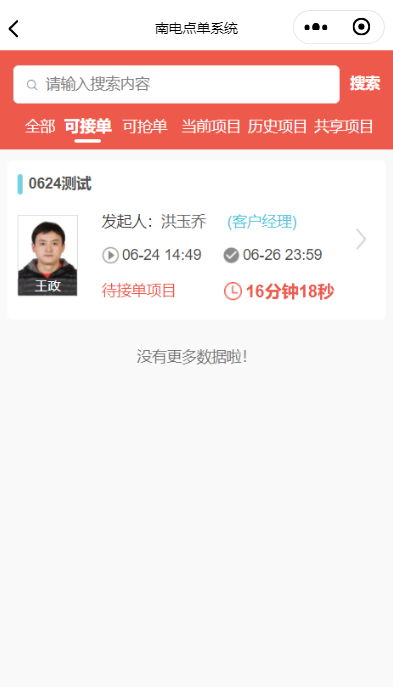 南电点单系统
请输入搜索内容 搜索
全部 可接单 可抢单 当前项目 历史项目 共享项目
0624测试
发起人：洪玉乔 (客户经理)
06-24 14:49 06-26 23:59
王政
待接单项目 16分钟18秒
没有更多数据啦！